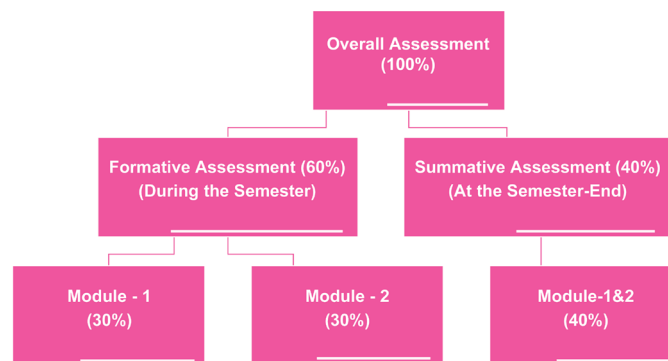 Overall Assessment
(100%)
Formative Assessment (60%)
(During the Semester)
Summative Assessment (40%)
(At the Semester-End)
Module - 1
(30%)
Module - 2
(30%)
Module-1&2
(40%)